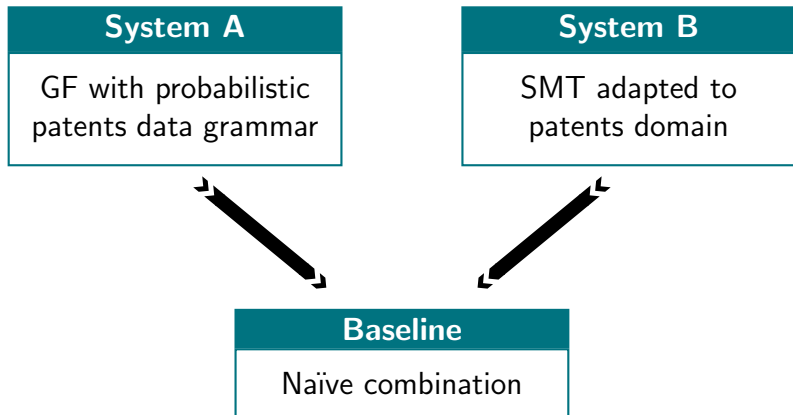 System A
GF with probabilistic
patents data grammar
System B
SMT adapted to
patents domain
Baseline
Naïve combination